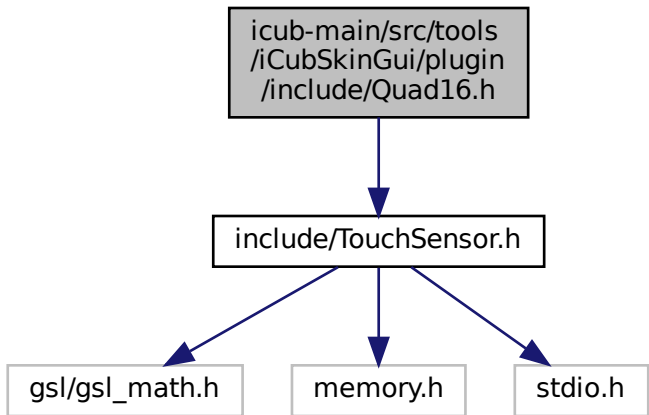 icub-main/src/tools
/iCubSkinGui/plugin
/include/Quad16.h
include/TouchSensor.h
gsl/gsl_math.h
memory.h
stdio.h